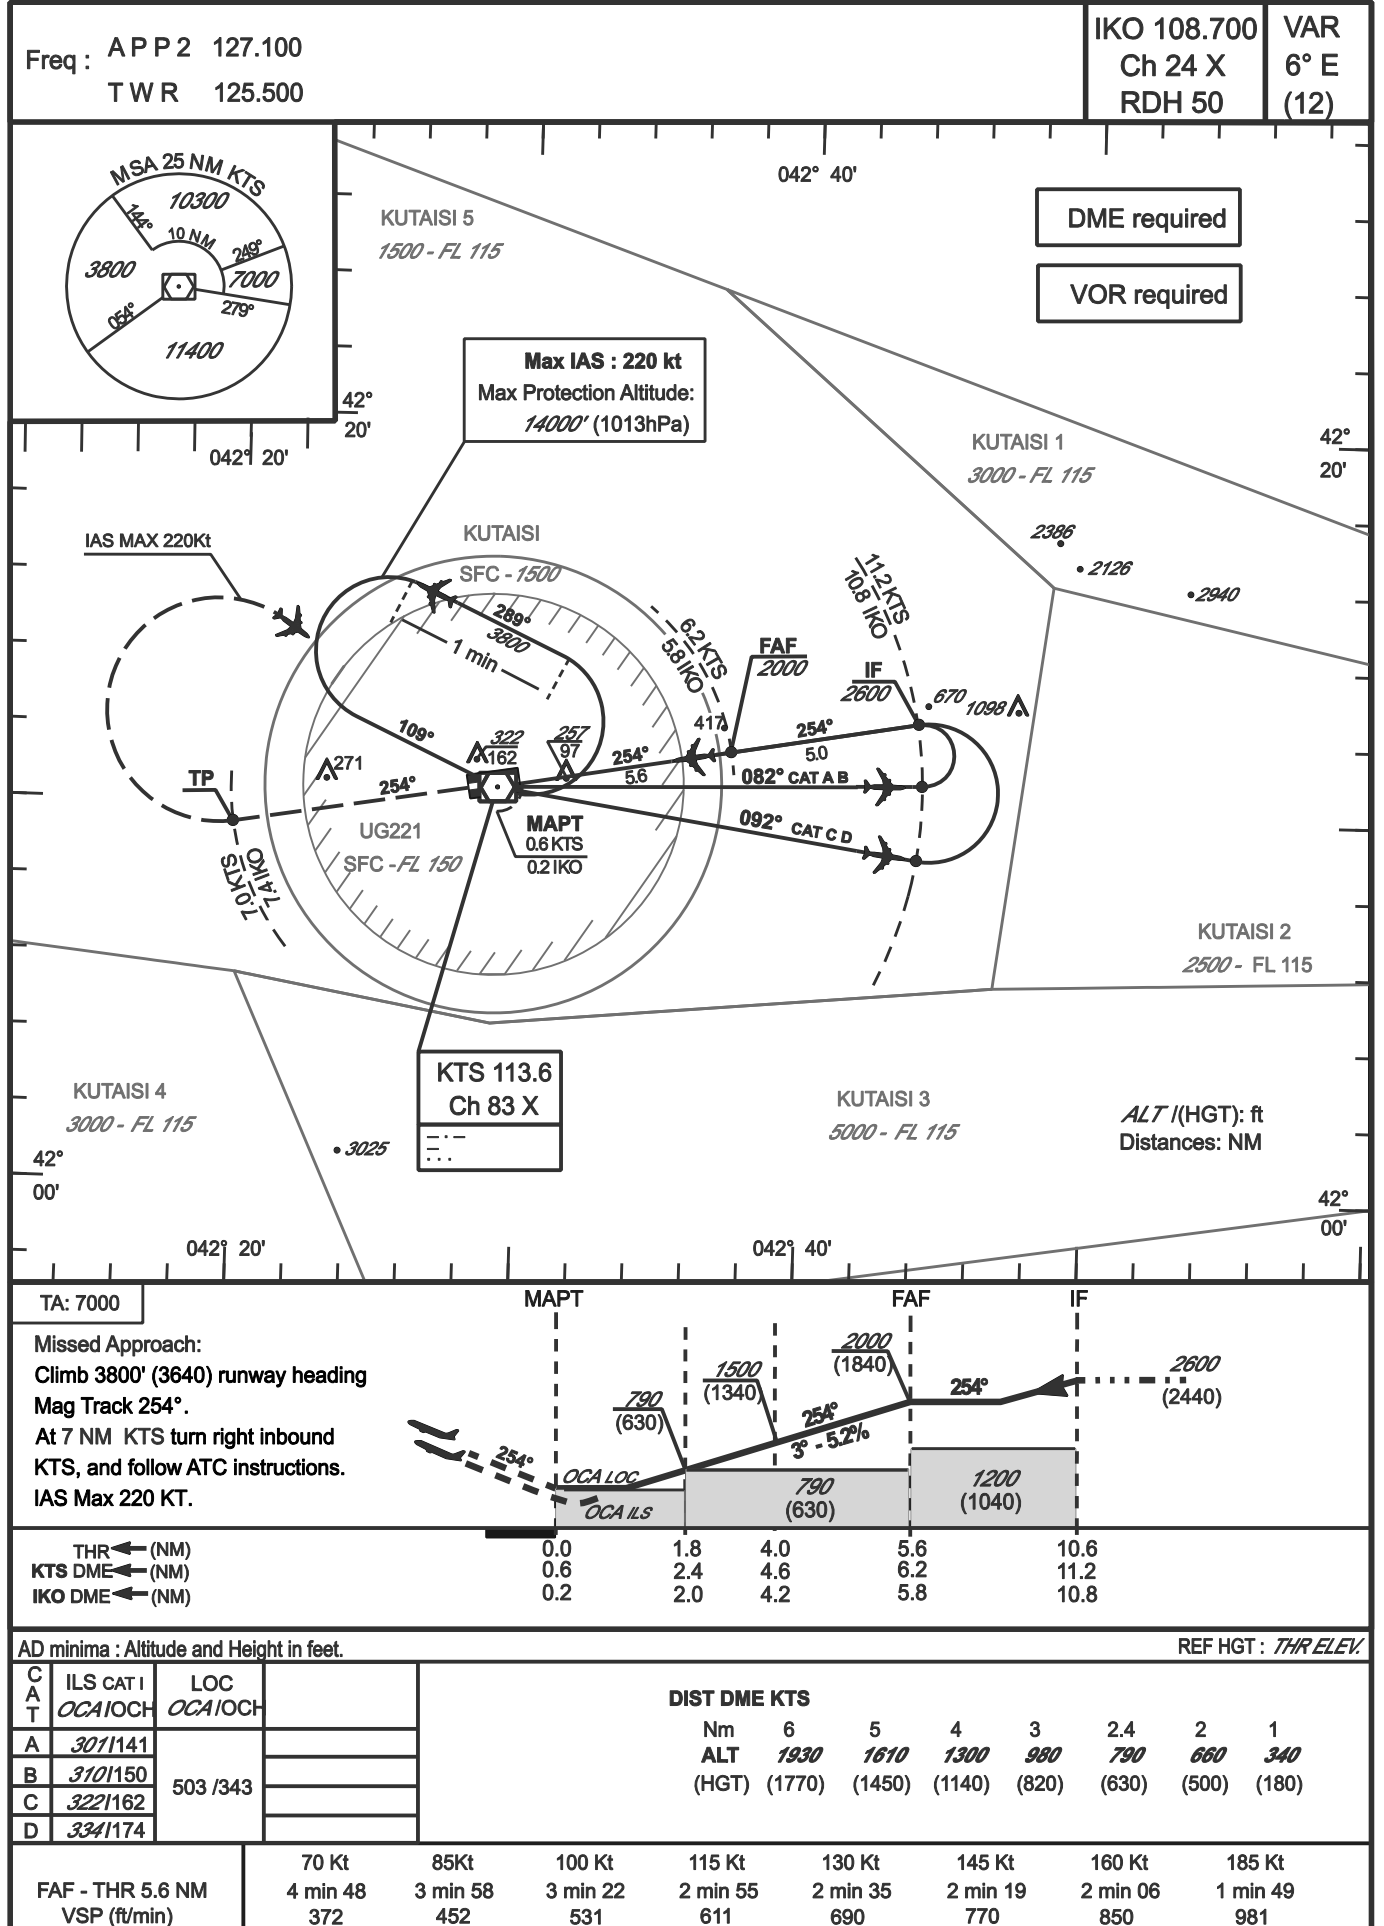 Freq :
APP2 127.100
TWR 125.500
IKO 108.700
Ch 24 X
RDH 50
VAR
6° E
(12)
MSA 25 NM KTS
10300
144°
10 NM
249°
3800
7000
054°
279°
11400
042° 40'
DME required
VOR required
KUTAISI 5
1500 - FL 115
Max IAS : 220 kt
Max Protection Altitude:
14000' (1013hPa)
42°
20'
042° 20'
KUTAISI 1
3000 - FL 115
42°
20'
2386
2126
2940
IAS MAX 220Kt
KUTAISI
SFC - 1500
289°
3800
1 min
11.2 KTS
10.8 IKO
6.2 KTS
5.8 IKO
FAF
2000
IF
2600
670
1098
417
109°
322
162
257
97
254°
5.6
254°
5.0
271
TP
254°
082° CAT A B
092° CAT C D
MAPT
0.6 KTS
0.2 IKO
UG221
SFC - FL 150
7.0 KTS
7.4 IKO
KUTAISI 2
2500 - FL 115
KTS 113.6
Ch 83 X
– · –
–
· · ·
KUTAISI 4
3000 - FL 115
KUTAISI 3
5000 - FL 115
ALT /(HGT): ft
Distances: NM
3025
42°
00'
42°
00'
042° 20'
042° 40'
TA: 7000
MAPT
FAF
IF
Missed Approach:
Climb 3800' (3640) runway heading
Mag Track 254°.
At 7 NM KTS turn right inbound
KTS, and follow ATC instructions.
IAS Max 220 KT.
2000
(1840)
1500
(1340)
790
(630)
254°
2600
(2440)
254°
3° - 5.2%
254°
OCA LOC
OCA ILS
790
(630)
1200
(1040)
THR (NM) 0.0 1.8 4.0 5.6 10.6
KTS DME (NM) 0.6 2.4 4.6 6.2 11.2
IKO DME (NM) 0.2 2.0 4.2 5.8 10.8
AD minima : Altitude and Height in feet.
REF HGT : THR ELEV.
CAT
ILS CAT I
OCA/OCH
LOC
OCA/OCH
A 301/141
B 310/150
C 322/162
D 334/174
503 /343
DIST DME KTS
Nm 6 5 4 3 2.4 2 1
ALT 1930 1610 1300 980 790 660 340
(HGT) (1770) (1450) (1140) (820) (630) (500) (180)
70 Kt 85Kt 100 Kt 115 Kt 130 Kt 145 Kt 160 Kt 185 Kt
FAF - THR 5.6 NM 4 min 48 3 min 58 3 min 22 2 min 55 2 min 35 2 min 19 2 min 06 1 min 49
VSP (ft/min) 372 452 531 611 690 770 850 981